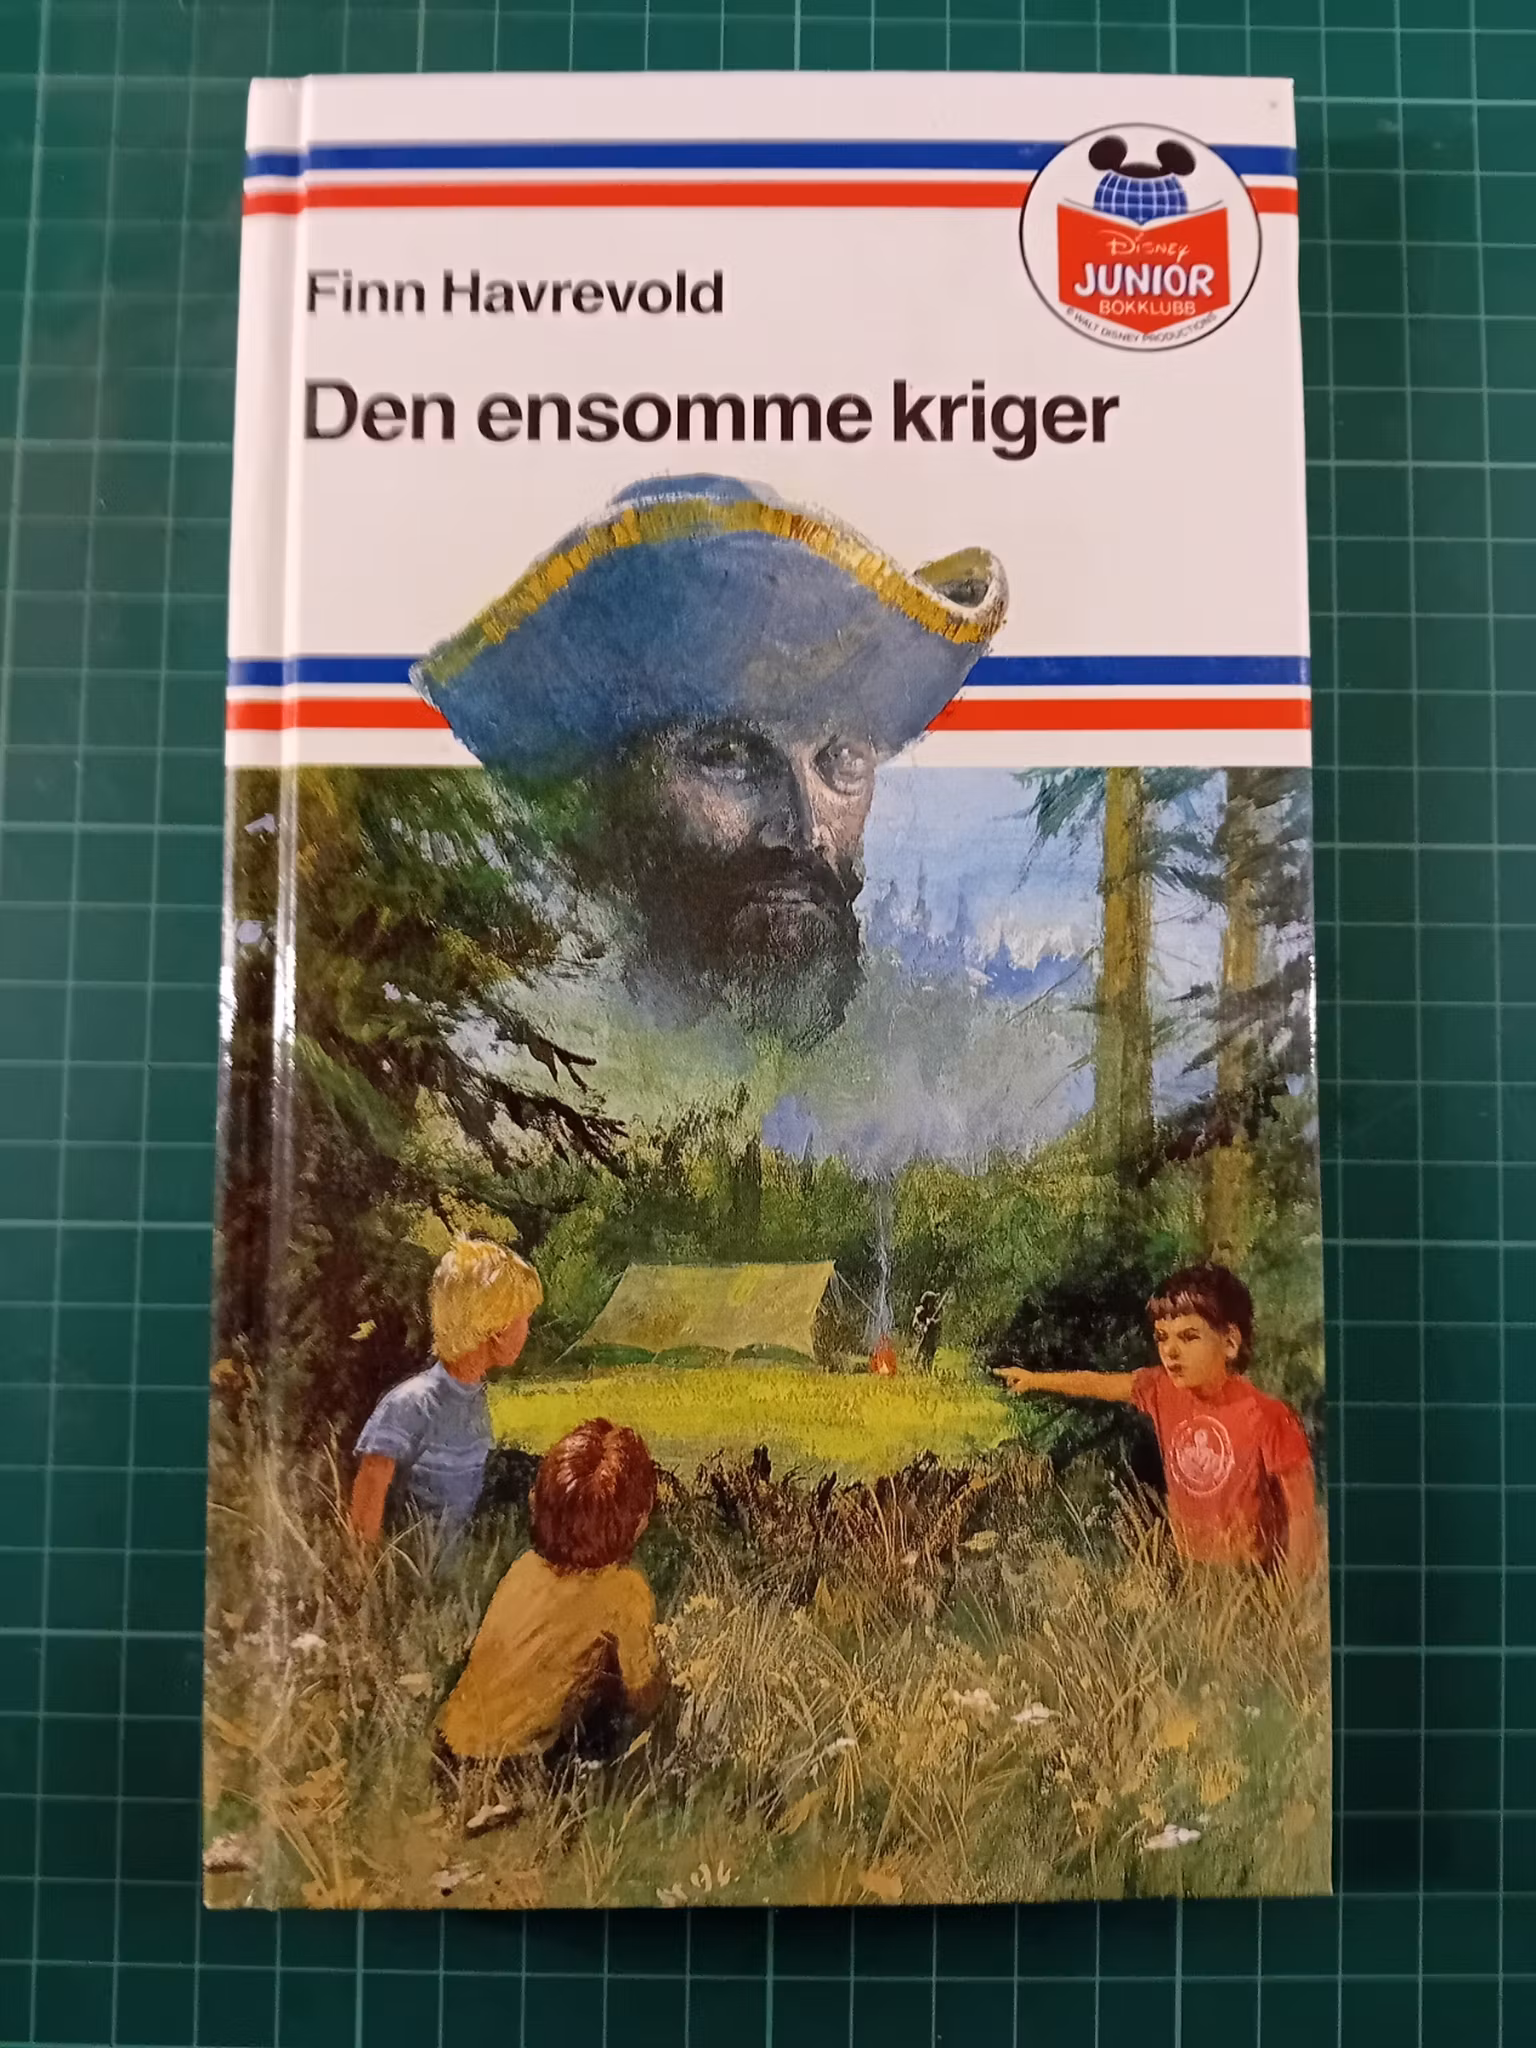 Finn Havrevold
Den ensomme kriger
Disney
JUNIOR
BOKKLUBB
© WALT DISNEY PRODUCTIONS